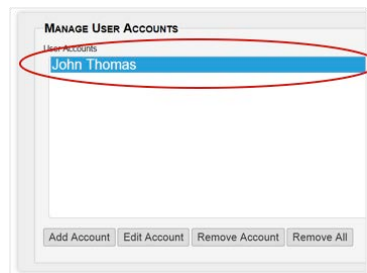 MANAGE USER ACCOUNTS
User Accounts
John Thomas
Add Account Edit Account Remove Account Remove All